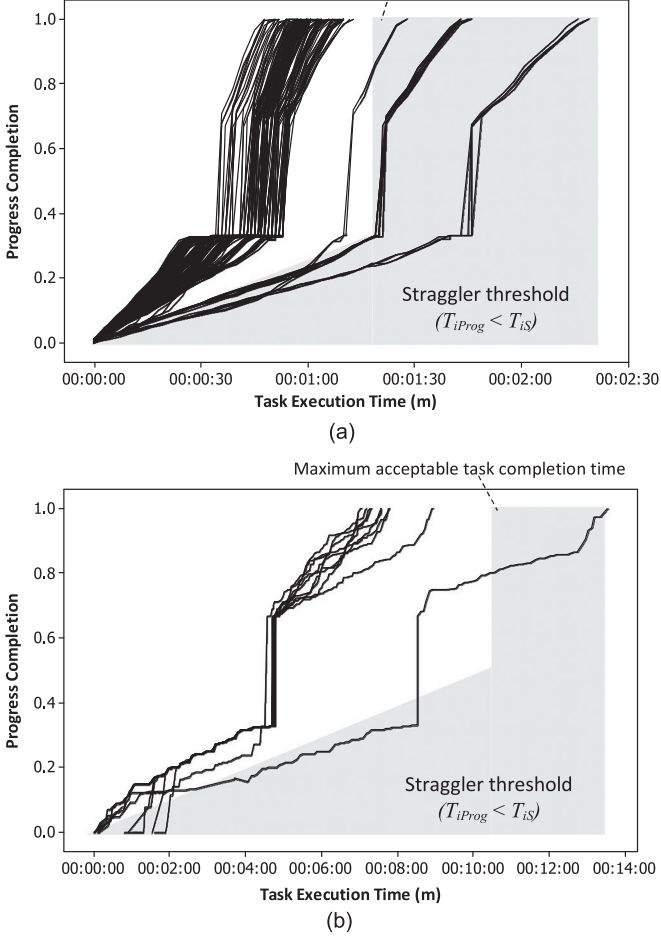 1.0
0.8
0.6
0.4
0.2
0.0
Progress Completion
Straggler threshold
(TiProg < TiS)
00:00:00 00:00:30 00:01:00 00:01:30 00:02:00 00:02:30
Task Execution Time (m)
(a)
Maximum acceptable task completion time
1.0
0.8
0.6
0.4
0.2
0,0
Progress Completion
Straggler threshold
(TiProg < TiS)
00:00:00 00:02:00 00:04:00 00:06:00 00:08:00 00:10:00 00:12:00 00:14:00
Task Execution Time (m)
(b)